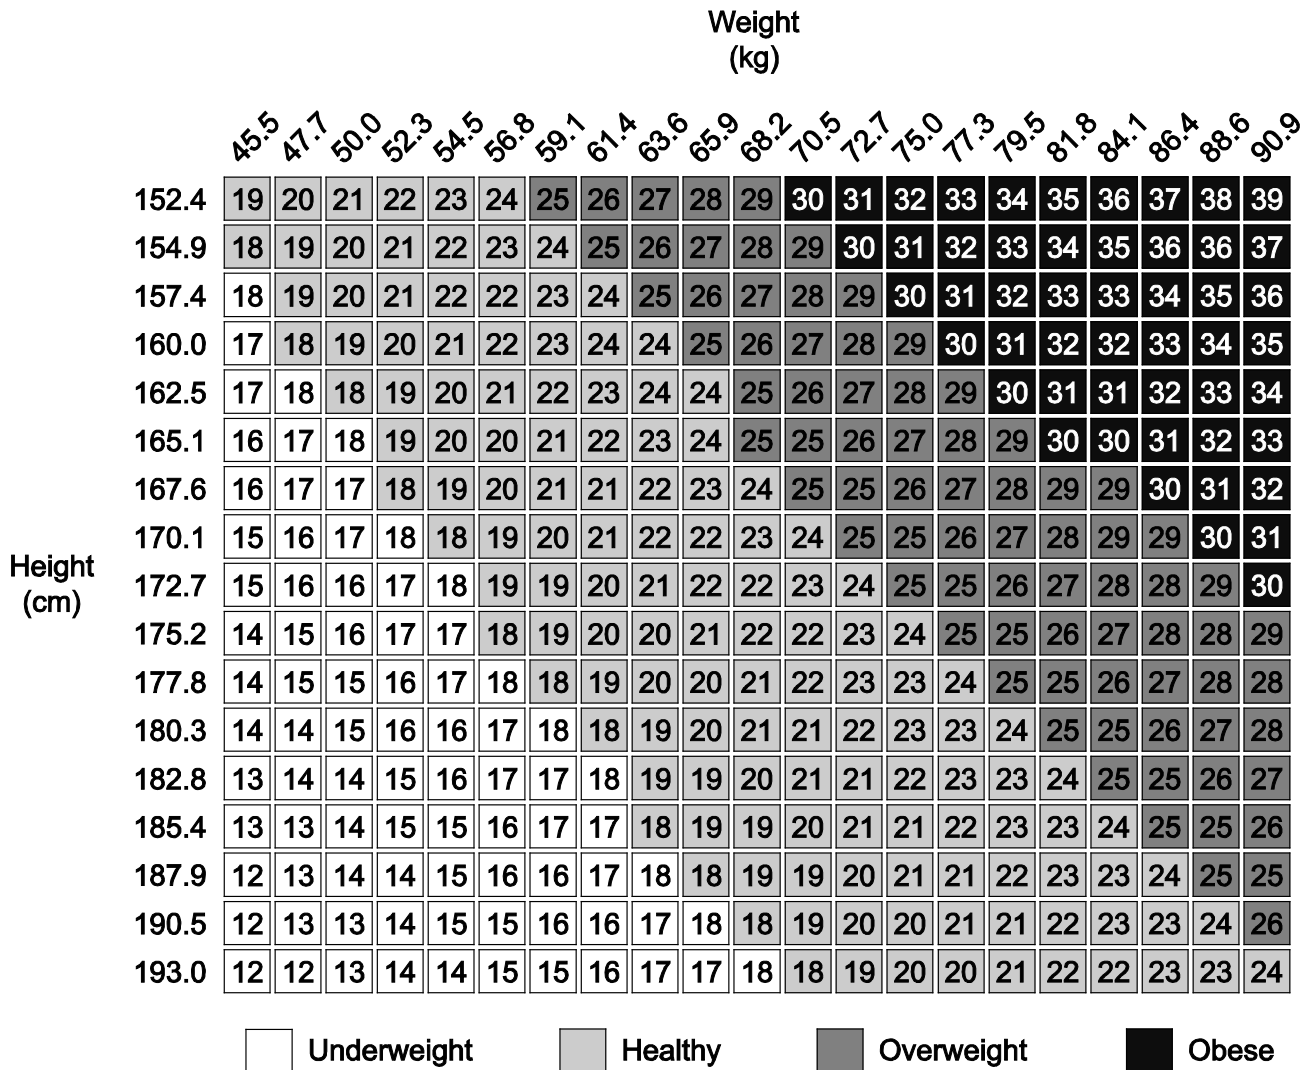 Weight
(kg)
45.5 47.7 50.0 52.3 54.5 56.8 59.1 61.4 63.6 65.9 68.2 70.5 72.7 75.0 77.3 79.5 81.8 84.1 86.4 88.6 90.9
152.4 19 20 21 22 23 24 25 26 27 28 29 30 31 32 33 34 35 36 37 38 39
154.9 18 19 20 21 22 23 24 25 26 27 28 29 30 31 32 33 34 35 36 36 37
157.4 18 19 20 21 22 22 23 24 25 26 27 28 29 30 31 32 33 33 34 35 36
160.0 17 18 19 20 21 22 23 24 24 25 26 27 28 29 30 31 32 32 33 34 35
162.5 17 18 18 19 20 21 22 23 24 24 25 26 27 28 29 30 31 31 32 33 34
165.1 16 17 18 19 20 20 21 22 23 24 25 25 26 27 28 29 30 30 31 32 33
167.6 16 17 17 18 19 20 21 21 22 23 24 25 25 26 27 28 29 29 30 31 32
170.1 15 16 17 18 18 19 20 21 22 22 23 24 25 25 26 27 28 29 29 30 31
Height
(cm)
172.7 15 16 16 17 18 19 19 20 21 22 22 23 24 25 25 26 27 28 28 29 30
175.2 14 15 16 17 17 18 19 20 20 21 22 22 23 24 25 25 26 27 28 28 29
177.8 14 15 15 16 17 18 18 19 20 20 21 22 23 23 24 25 25 26 27 28 28
180.3 14 14 15 16 16 17 18 18 19 20 21 21 22 23 23 24 25 25 26 27 28
182.8 13 14 14 15 16 17 17 18 19 19 20 21 21 22 23 23 24 25 25 26 27
185.4 13 13 14 15 15 16 17 17 18 19 19 20 21 21 22 23 23 24 25 25 26
187.9 12 13 14 14 15 16 16 17 18 18 19 19 20 21 21 22 23 23 24 25 25
190.5 12 13 13 14 15 15 16 16 17 18 18 19 20 20 21 21 22 23 23 24 26
193.0 12 12 13 14 14 15 15 16 17 17 18 18 19 20 20 21 22 22 23 23 24
Underweight Healthy Overweight Obese